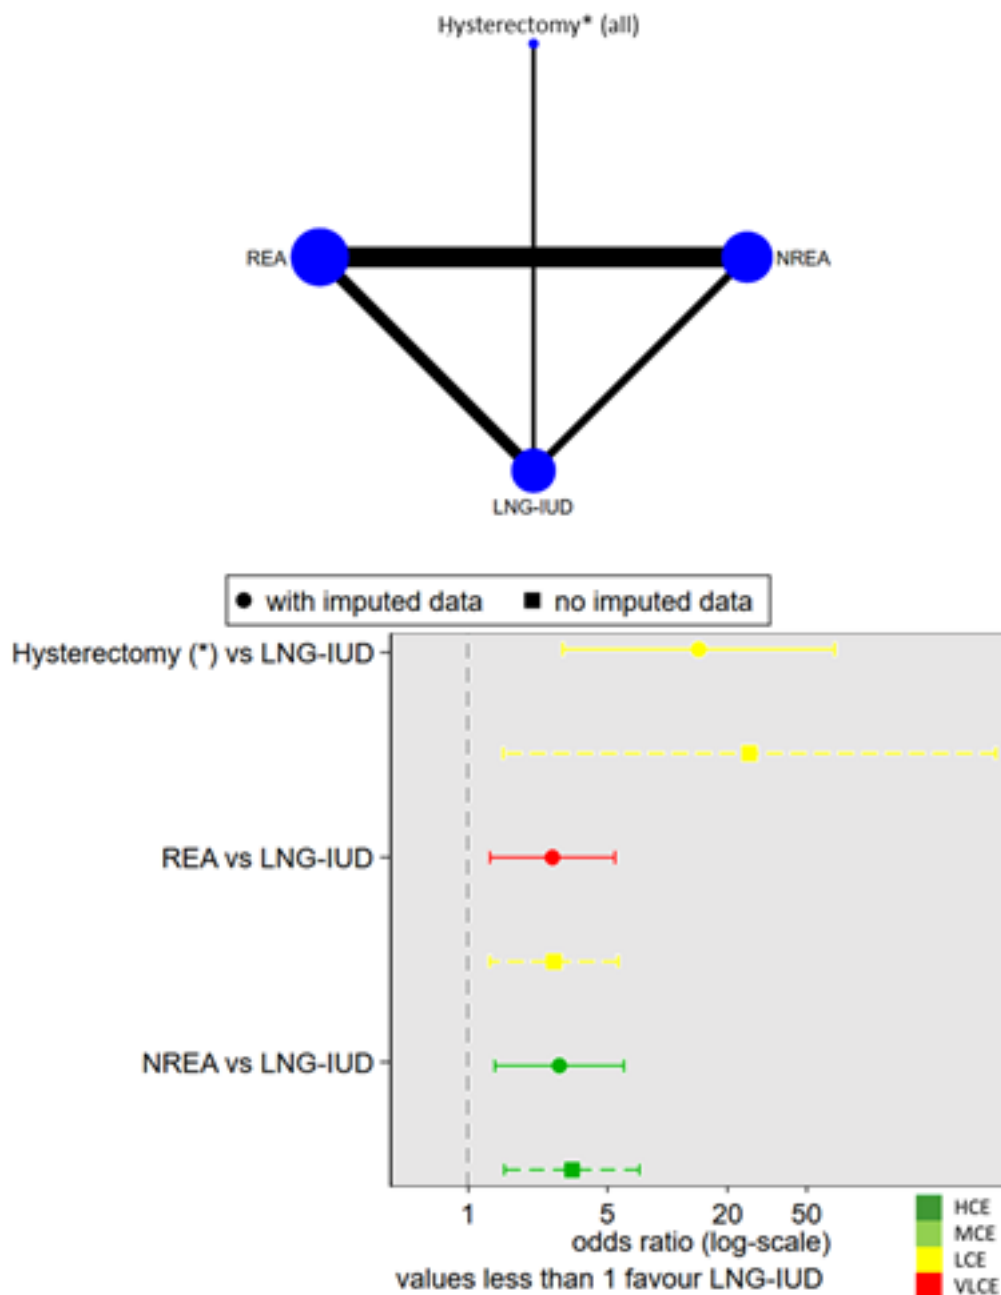 Hysterectomy* (all)
REA
NREA
LNG-IUD
with imputed data
no imputed data
Hysterectomy (*) vs LNG-IUD
REA vs LNG-IUD
NREA vs LNG-IUD
1 5 20 50
odds ratio (log-scale)
values less than 1 favour LNG-IUD
HCE
MCE
LCE
VLCE